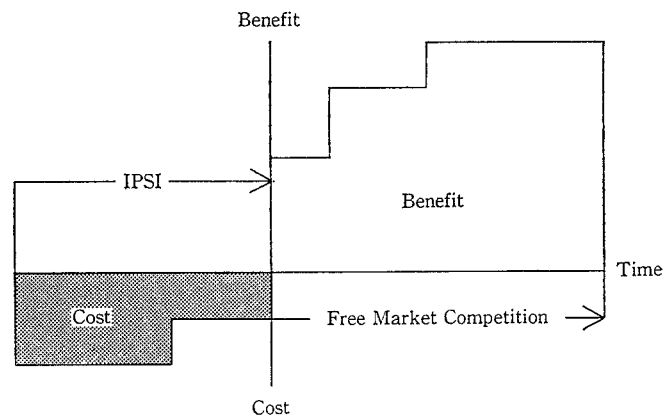 Benefit
IPSI
Benefit
Time
Cost
Free Market Competition
Cost